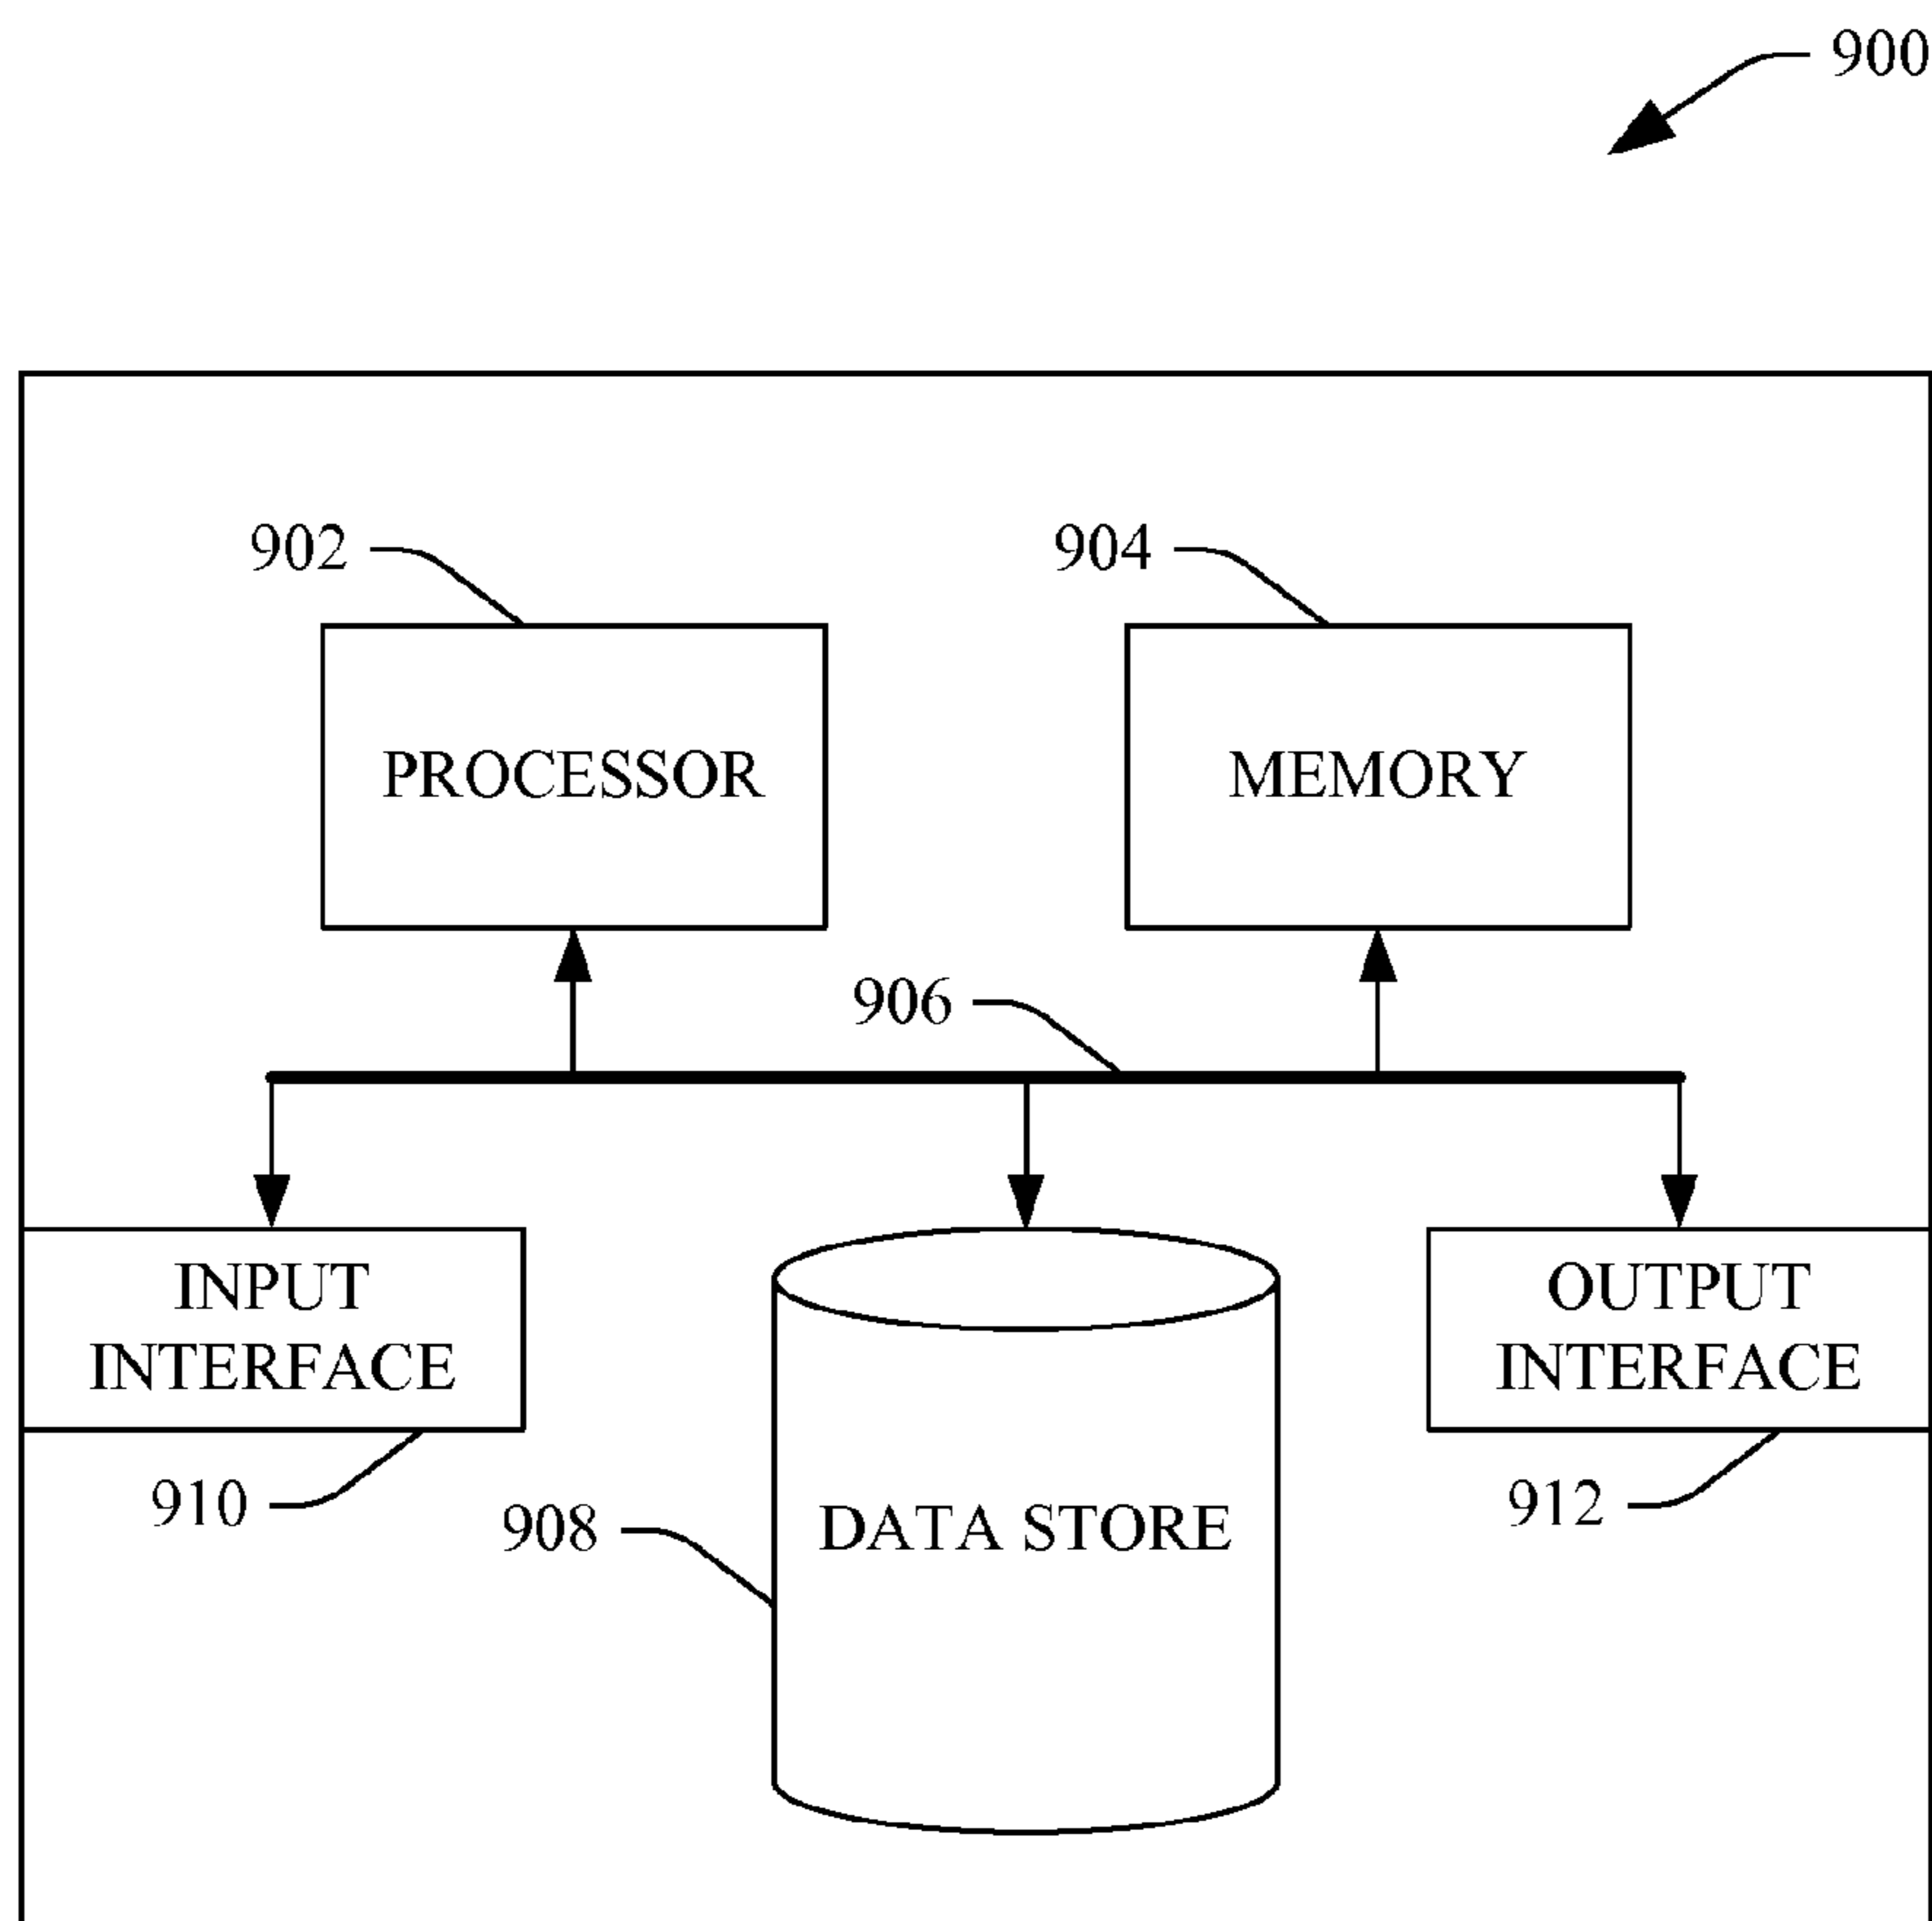 900
902
904
PROCESSOR
MEMORY
906
INPUT
INTERFACE
OUTPUT
INTERFACE
910
908
DATA STORE
912